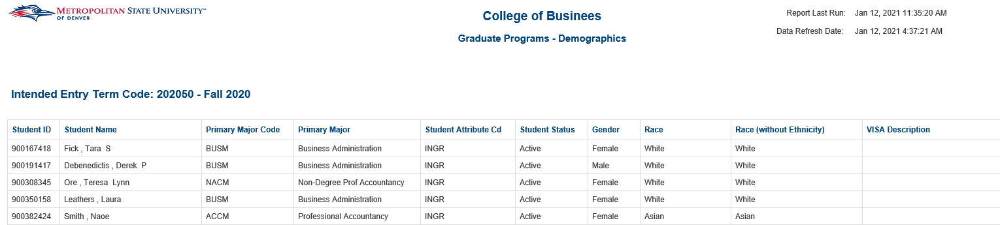 METROPOLITAN STATE UNIVERSITY™
OF DENVER
College of Businees
Graduate Programs - Demographics
Report Last Run: Jan 12, 2021 11:35:20 AM
Data Refresh Date: Jan 12, 2021 4:37:21 AM
Intended Entry Term Code: 202050 - Fall 2020
Student ID Student Name Primary Major Code Primary Major Student Attribute Cd Student Status Gender Race Race (without Ethnicity) VISA Description
900167418 Fick , Tara S BUSM Business Administration INGR Active Female White White
900191417 Debenedictis , Derek P BUSM Business Administration INGR Active Male White White
900308345 Ore , Teresa Lynn NACM Non-Degree Prof Accountancy INGR Active Female White White
900350158 Leathers , Laura BUSM Business Administration INGR Active Female White White
900382424 Smith , Naoe ACCM Professional Accountancy INGR Active Female Asian Asian